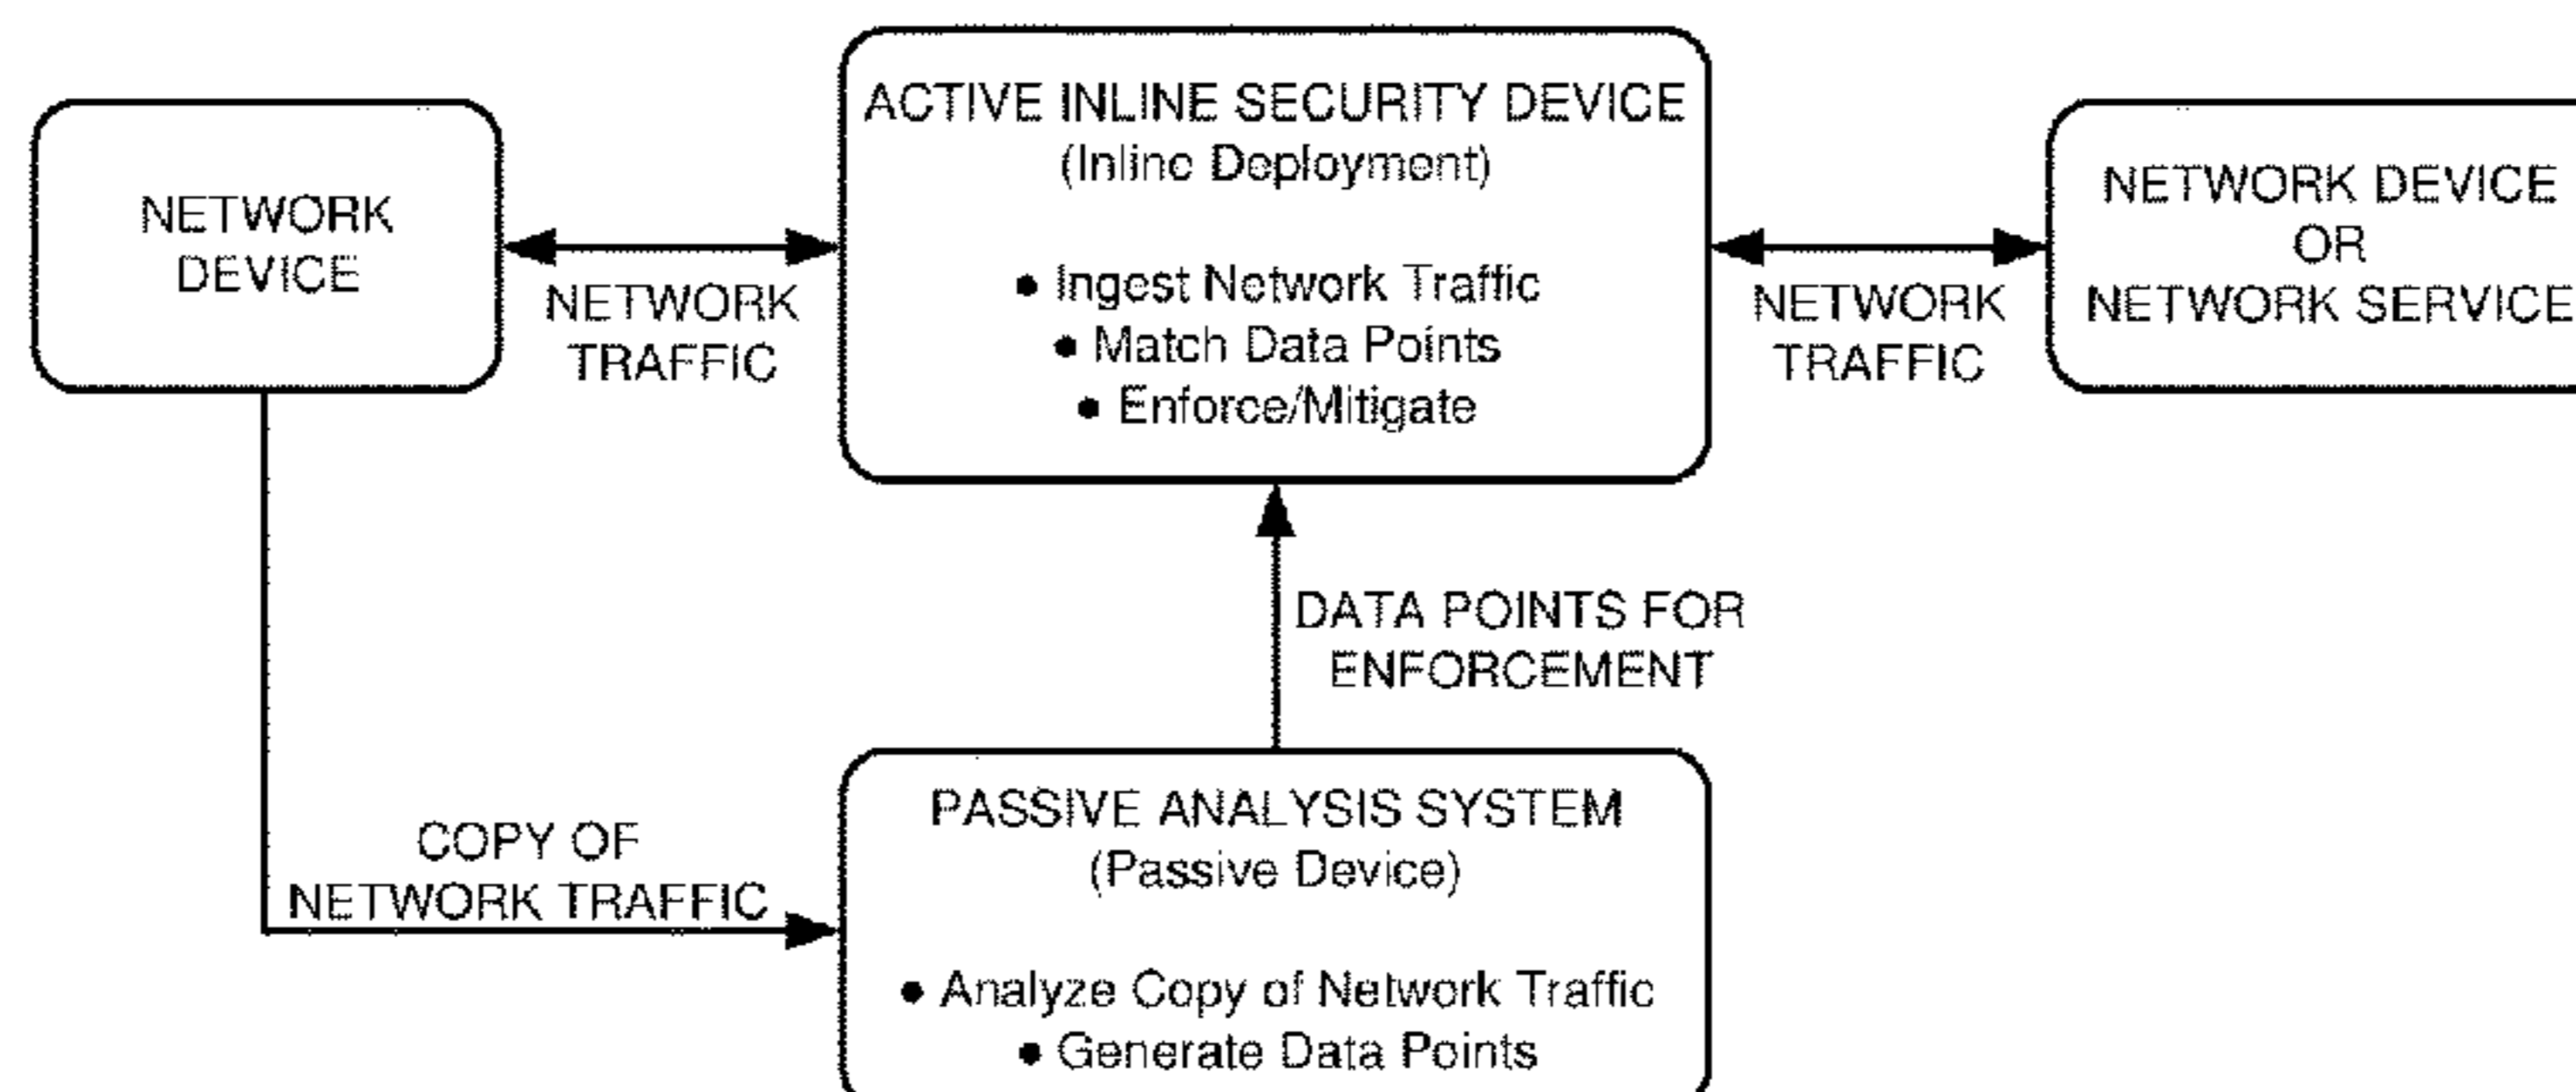 NETWORK
DEVICE
NETWORK
TRAFFIC
ACTIVE INLINE SECURITY DEVICE
(Inline Deployment)
• Ingest Network Traffic
• Match Data Points
• Enforce/Mitigate
NETWORK
TRAFFIC
NETWORK DEVICE
OR
NETWORK SERVICE
DATA POINTS FOR
ENFORCEMENT
COPY OF
NETWORK TRAFFIC
PASSIVE ANALYSIS SYSTEM
(Passive Device)
• Analyze Copy of Network Traffic
• Generate Data Points